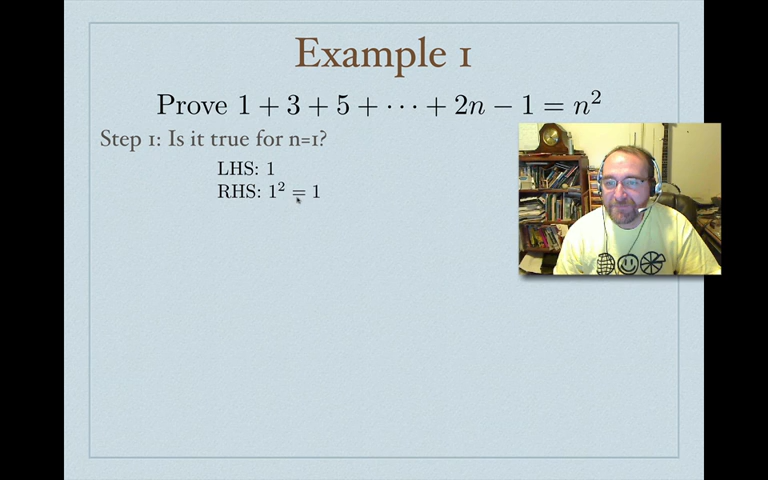 Example 1
Prove 1 + 3 + 5 + ⋯ + 2n − 1 = n²
Step 1: Is it true for n=1?
LHS: 1
RHS: 1² = 1